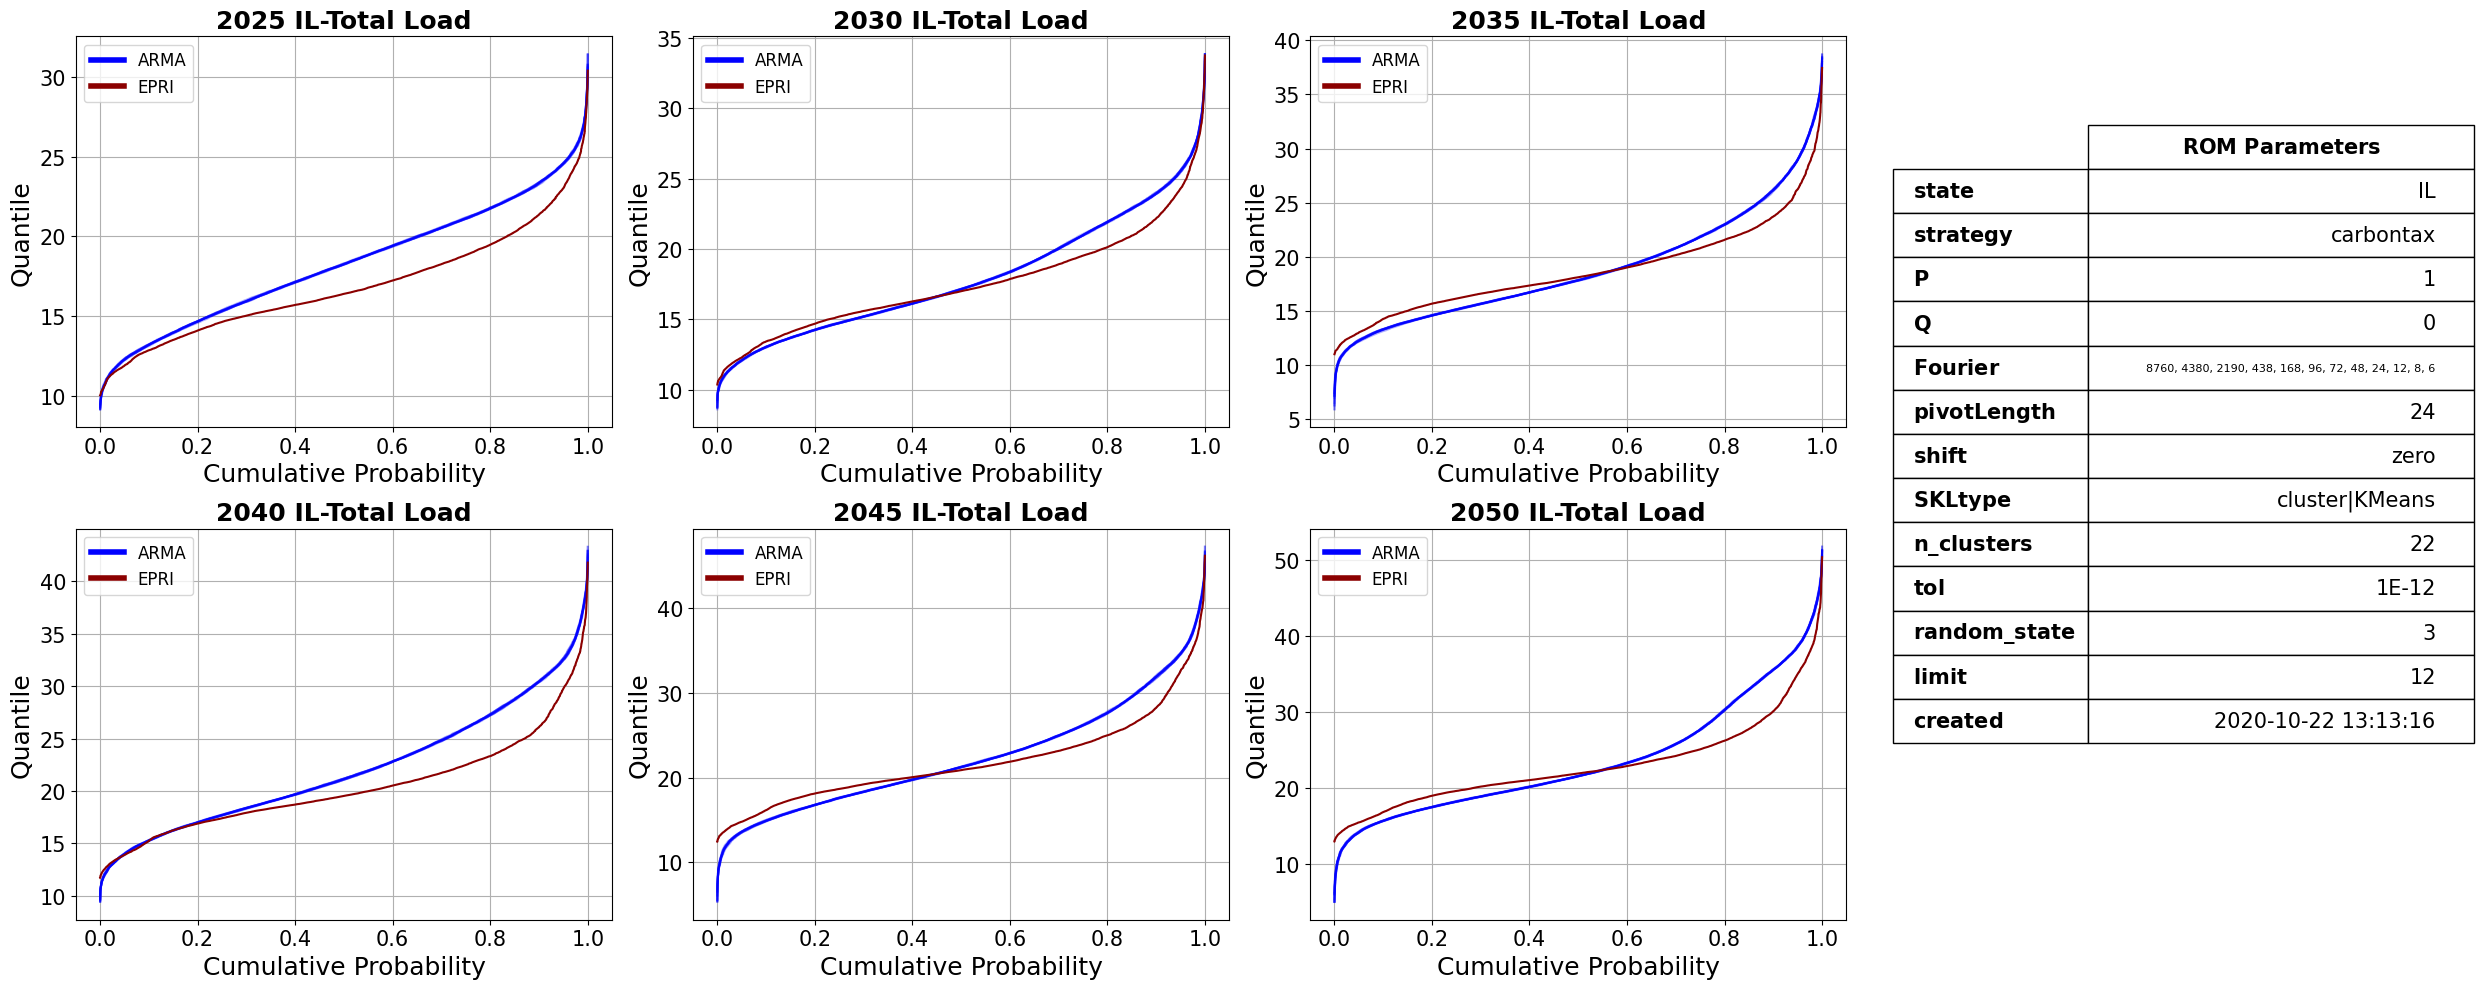 2025 IL-Total Load
ARMA
EPRI
30
25
20
15
10
Quantile
0.0 0.2 0.4 0.6 0.8 1.0
Cumulative Probability
2030 IL-Total Load
ARMA
EPRI
35
30
25
20
15
10
Quantile
0.0 0.2 0.4 0.6 0.8 1.0
Cumulative Probability
2035 IL-Total Load
ARMA
EPRI
40
35
30
25
20
15
10
5
Quantile
0.0 0.2 0.4 0.6 0.8 1.0
Cumulative Probability
2040 IL-Total Load
ARMA
EPRI
40
35
30
25
20
15
10
Quantile
0.0 0.2 0.4 0.6 0.8 1.0
Cumulative Probability
2045 IL-Total Load
ARMA
EPRI
40
30
20
10
Quantile
0.0 0.2 0.4 0.6 0.8 1.0
Cumulative Probability
2050 IL-Total Load
ARMA
EPRI
50
40
30
20
10
Quantile
0.0 0.2 0.4 0.6 0.8 1.0
Cumulative Probability
ROM Parameters
state IL
strategy carbontax
P 1
Q 0
Fourier 8760, 4380, 2190, 438, 168, 96, 72, 48, 24, 12, 8, 6
pivotLength 24
shift zero
SKLtype cluster|KMeans
n_clusters 22
tol 1E-12
random_state 3
limit 12
created 2020-10-22 13:13:16